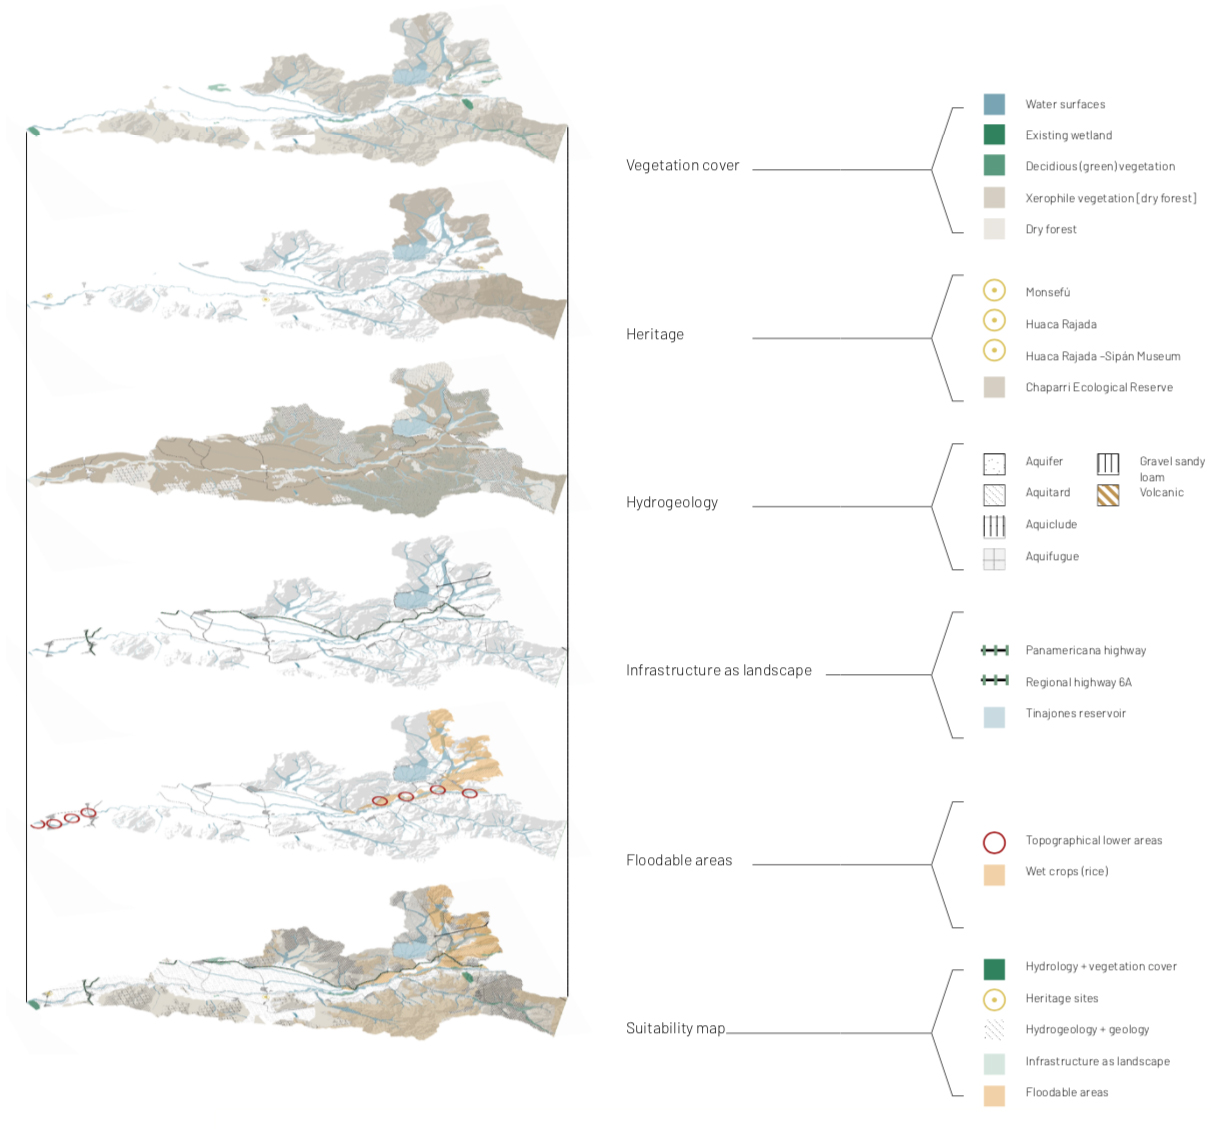 Vegetation cover
Water surfaces
Existing wetland
Decidious (green) vegetation
Xerophile vegetation [dry forest]
Dry forest
Heritage
Monsefú
Huaca Rajada
Huaca Rajada –Sipán Museum
Chaparri Ecological Reserve
Hydrogeology
Aquifer
Aquitard
Aquiclude
Aquifugue
Gravel sandy
loam
Volcanic
Infrastructure as landscape
Panamericana highway
Regional highway 6A
Tinajones reservoir
Floodable areas
Topographical lower areas
Wet crops (rice)
Suitability map
Hydrology + vegetation cover
Heritage sites
Hydrogeology + geology
Infrastructure as landscape
Floodable areas